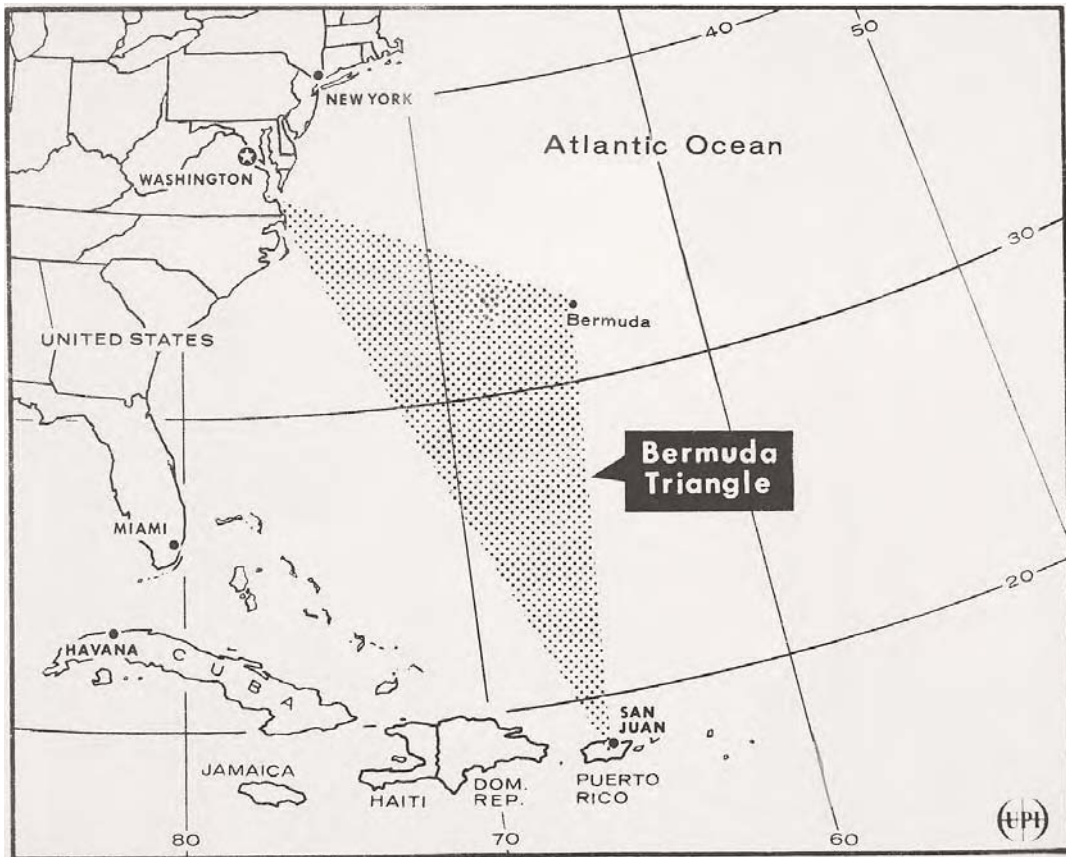 40
50
NEW YORK
Atlantic Ocean
WASHINGTON
30
Bermuda
UNITED STATES
Bermuda
Triangle
MIAMI
20
HAVANA
CUBA
SAN
JUAN
JAMAICA
HAITI
DOM.
REP.
PUERTO
RICO
UPI
80
70
60